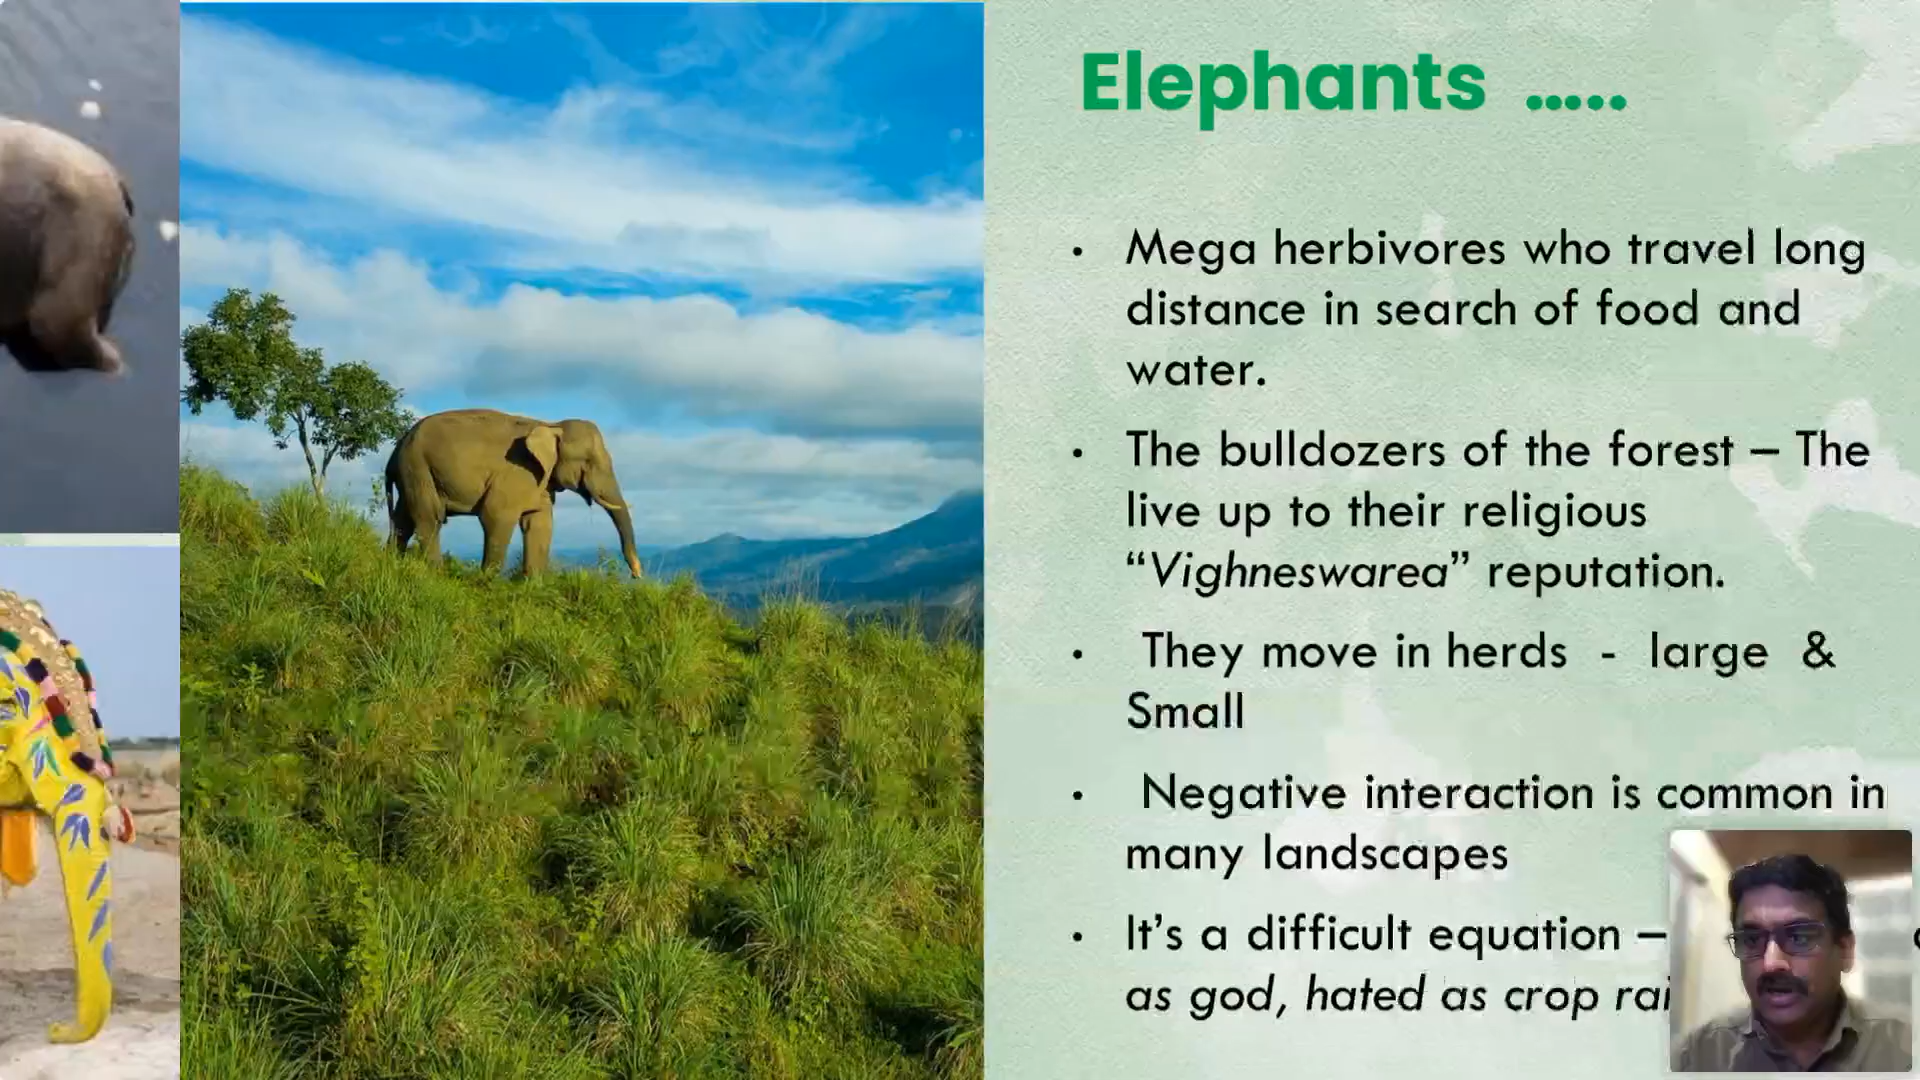 Elephants .....
• Mega herbivores who travel long
distance in search of food and
water.
• The bulldozers of the forest – The
live up to their religious
“Vighneswarea” reputation.
• They move in herds - large &
Small
• Negative interaction is common in
many landscapes
• It’s a difficult equation –
as god, hated as crop